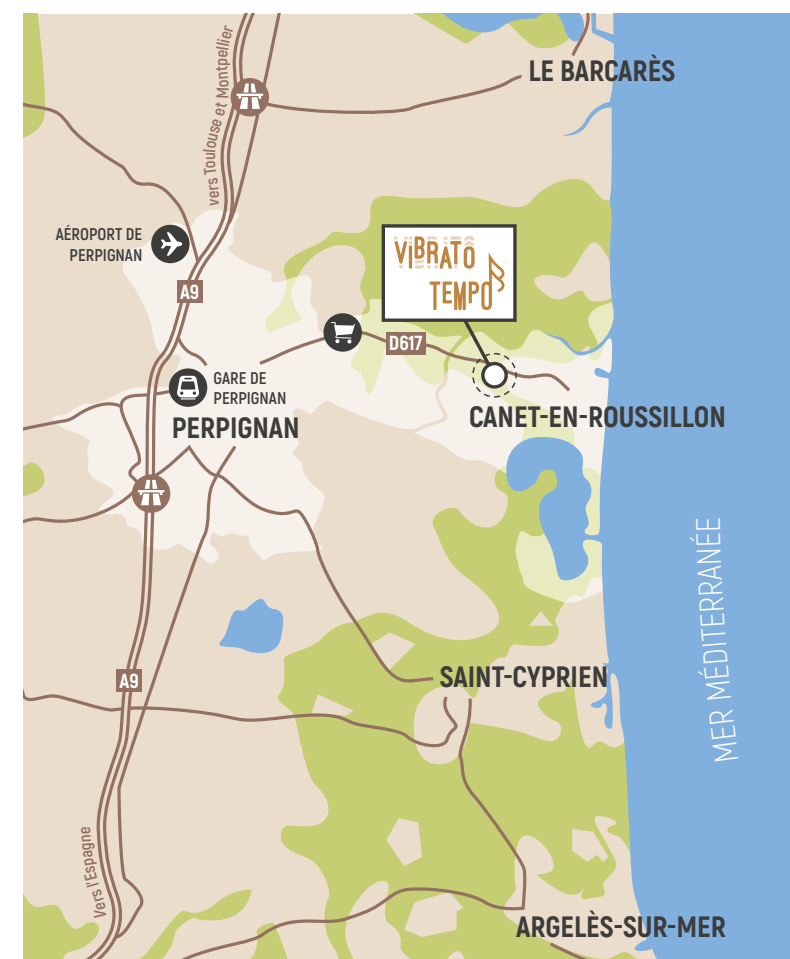 LE BARCARÈS
vers Toulouse et Montpellier
AÉROPORT DE
PERPIGNAN
A9
VIBRATO
TEMPO
D617
GARE DE
PERPIGNAN
PERPIGNAN
CANET-EN-ROUSSILLON
MER MÉDITERRANÉE
SAINT-CYPRIEN
A9
Vers l'Espagne
ARGELÈS-SUR-MER